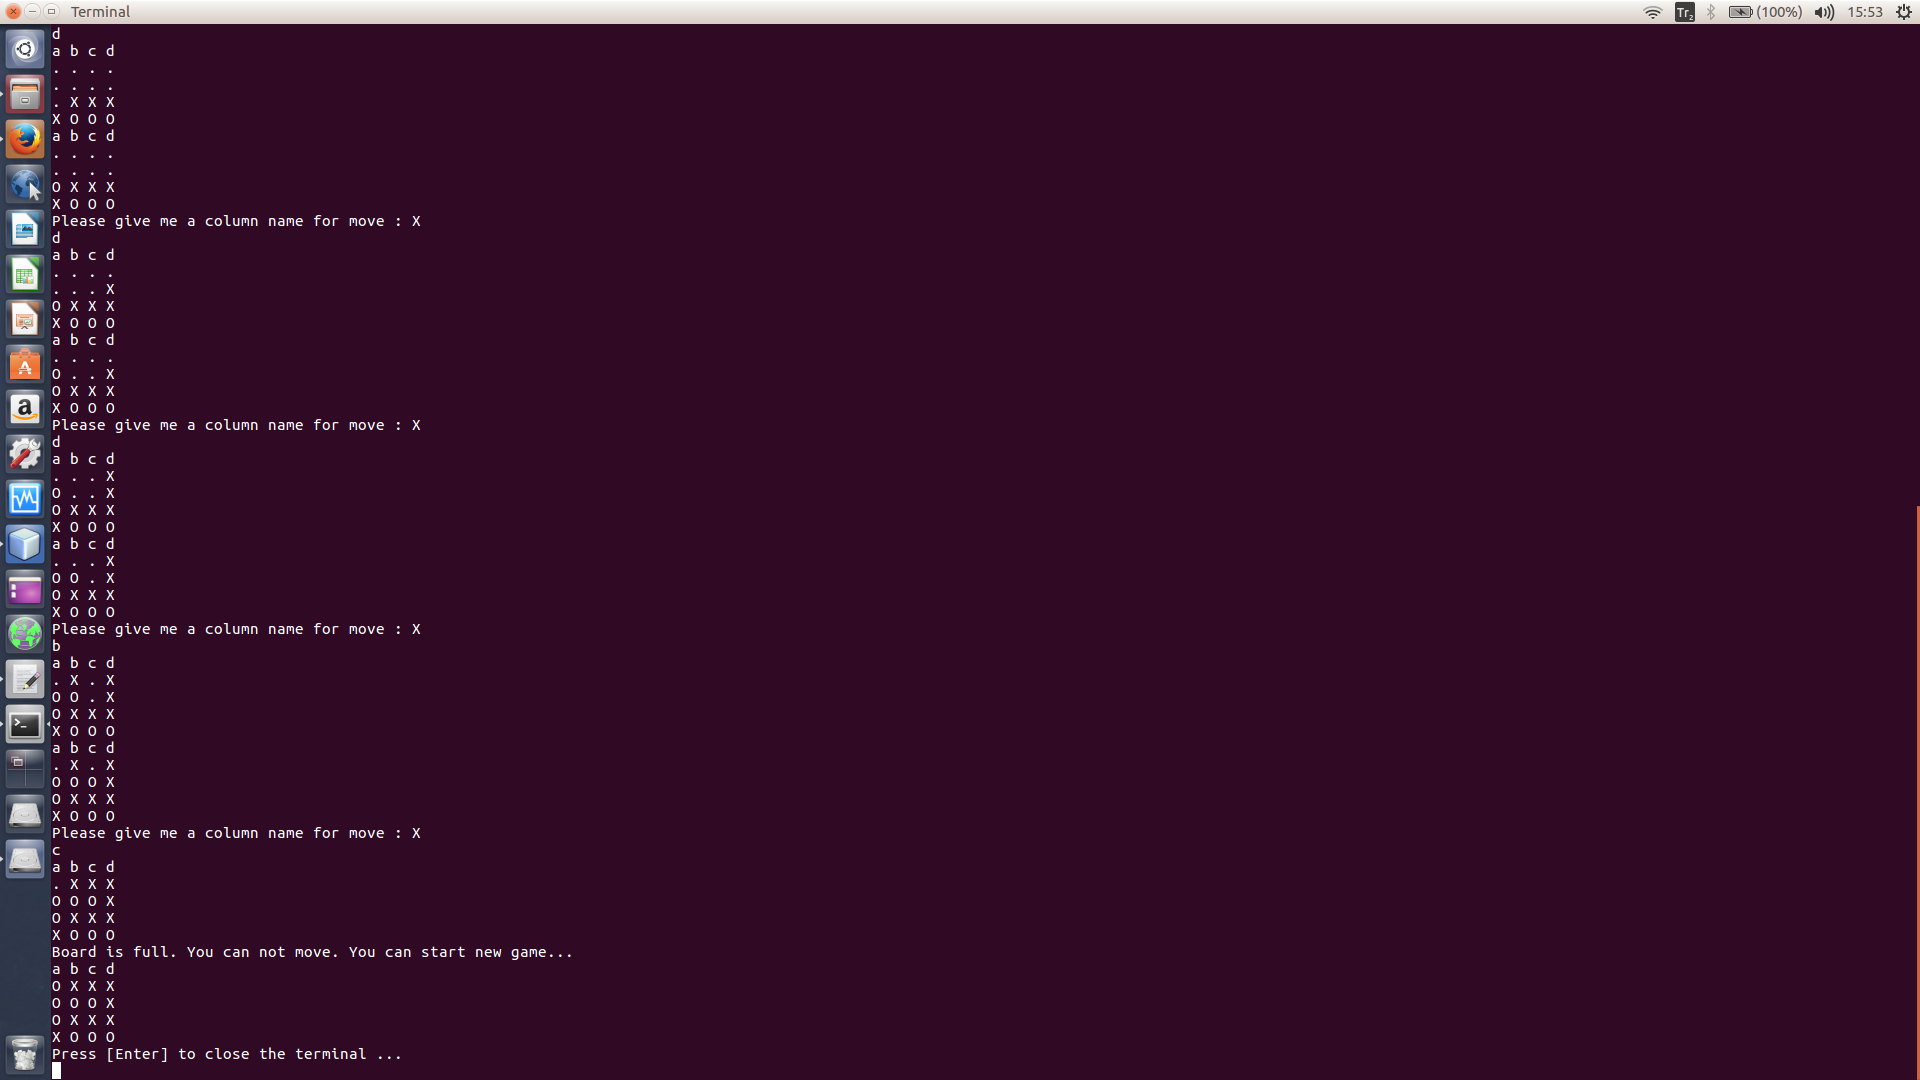 Terminal
Tr2 (100%) 15:53
d
a b c d
. . . .
. . . .
. X X X
X O O O
a b c d
. . . .
. . . .
O X X X
X O O O
Please give me a column name for move : X
d
a b c d
. . . .
. . . X
O X X X
X O O O
a b c d
. . . .
O . . X
O X X X
X O O O
Please give me a column name for move : X
d
a b c d
. . . X
O . . X
O X X X
X O O O
a b c d
. . . X
O O . X
O X X X
X O O O
Please give me a column name for move : X
b
a b c d
. X . X
O O . X
O X X X
X O O O
a b c d
. X . X
O O O X
O X X X
X O O O
Please give me a column name for move : X
c
a b c d
. X X X
O O O X
O X X X
X O O O
Board is full. You can not move. You can start new game...
a b c d
O X X X
O O O X
O X X X
X O O O
Press [Enter] to close the terminal ...